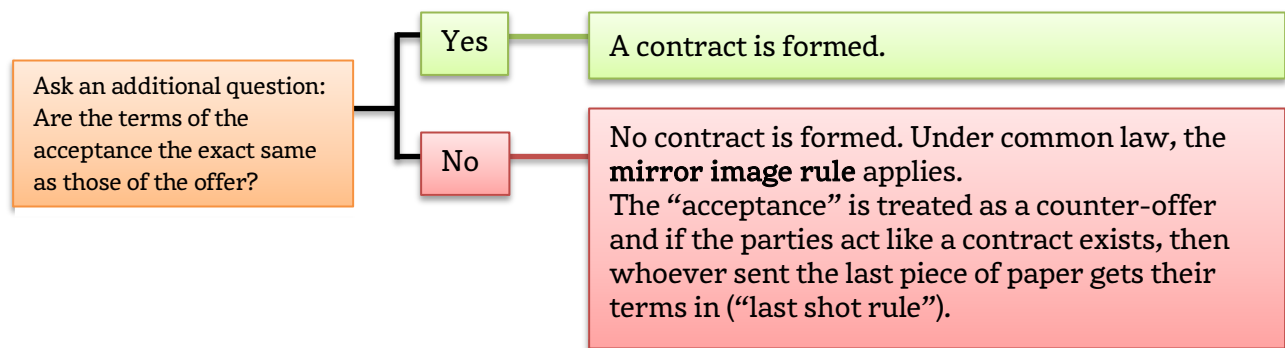 Ask an additional question:
Are the terms of the
acceptance the exact same
as those of the offer?
Yes
A contract is formed.
No
No contract is formed. Under common law, the
mirror image rule applies.
The “acceptance” is treated as a counter-offer
and if the parties act like a contract exists, then
whoever sent the last piece of paper gets their
terms in (“last shot rule”).